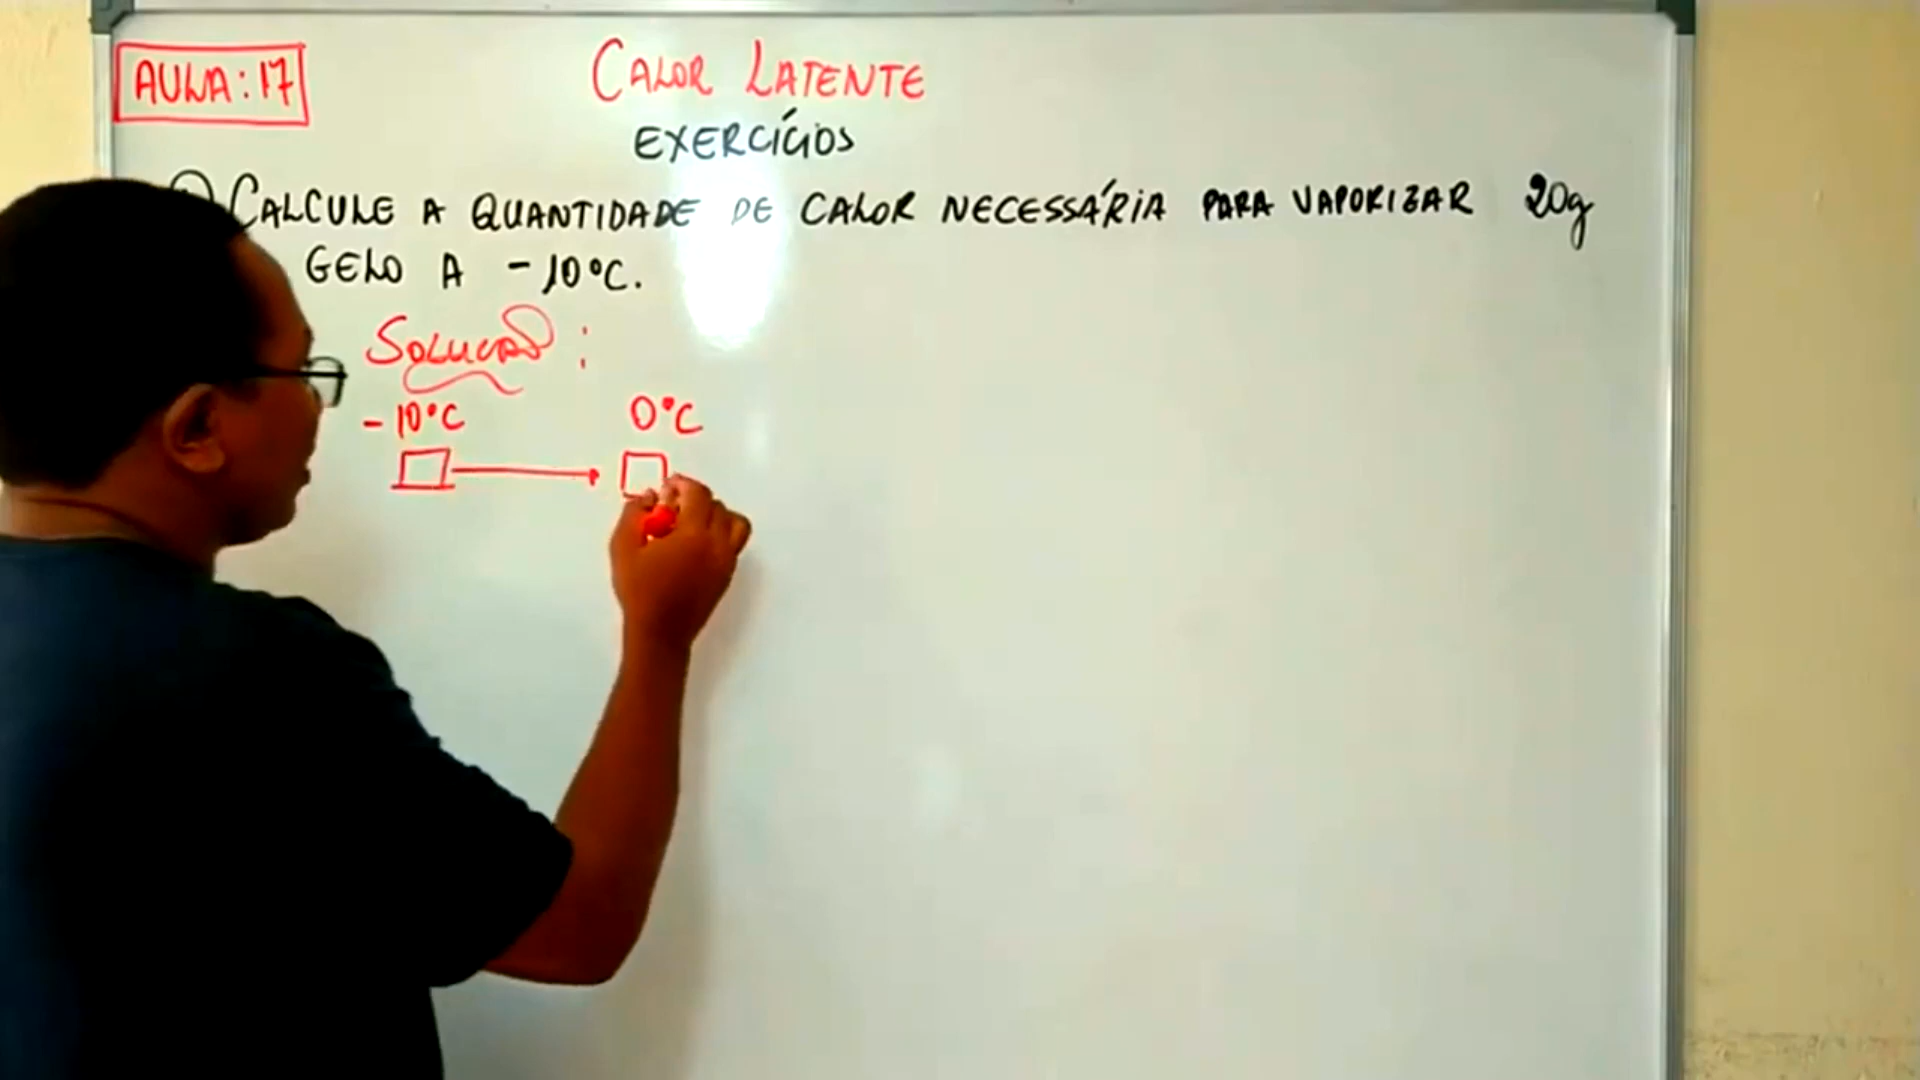 AULA: 17
CALOR LATENTE
EXERCÍCIOS
CALCULE A QUANTIDADE DE CALOR NECESSÁRIA PARA VAPORIZAR 20g
GELO A -10°C.
SOLUÇÃO:
-10°C 0°C